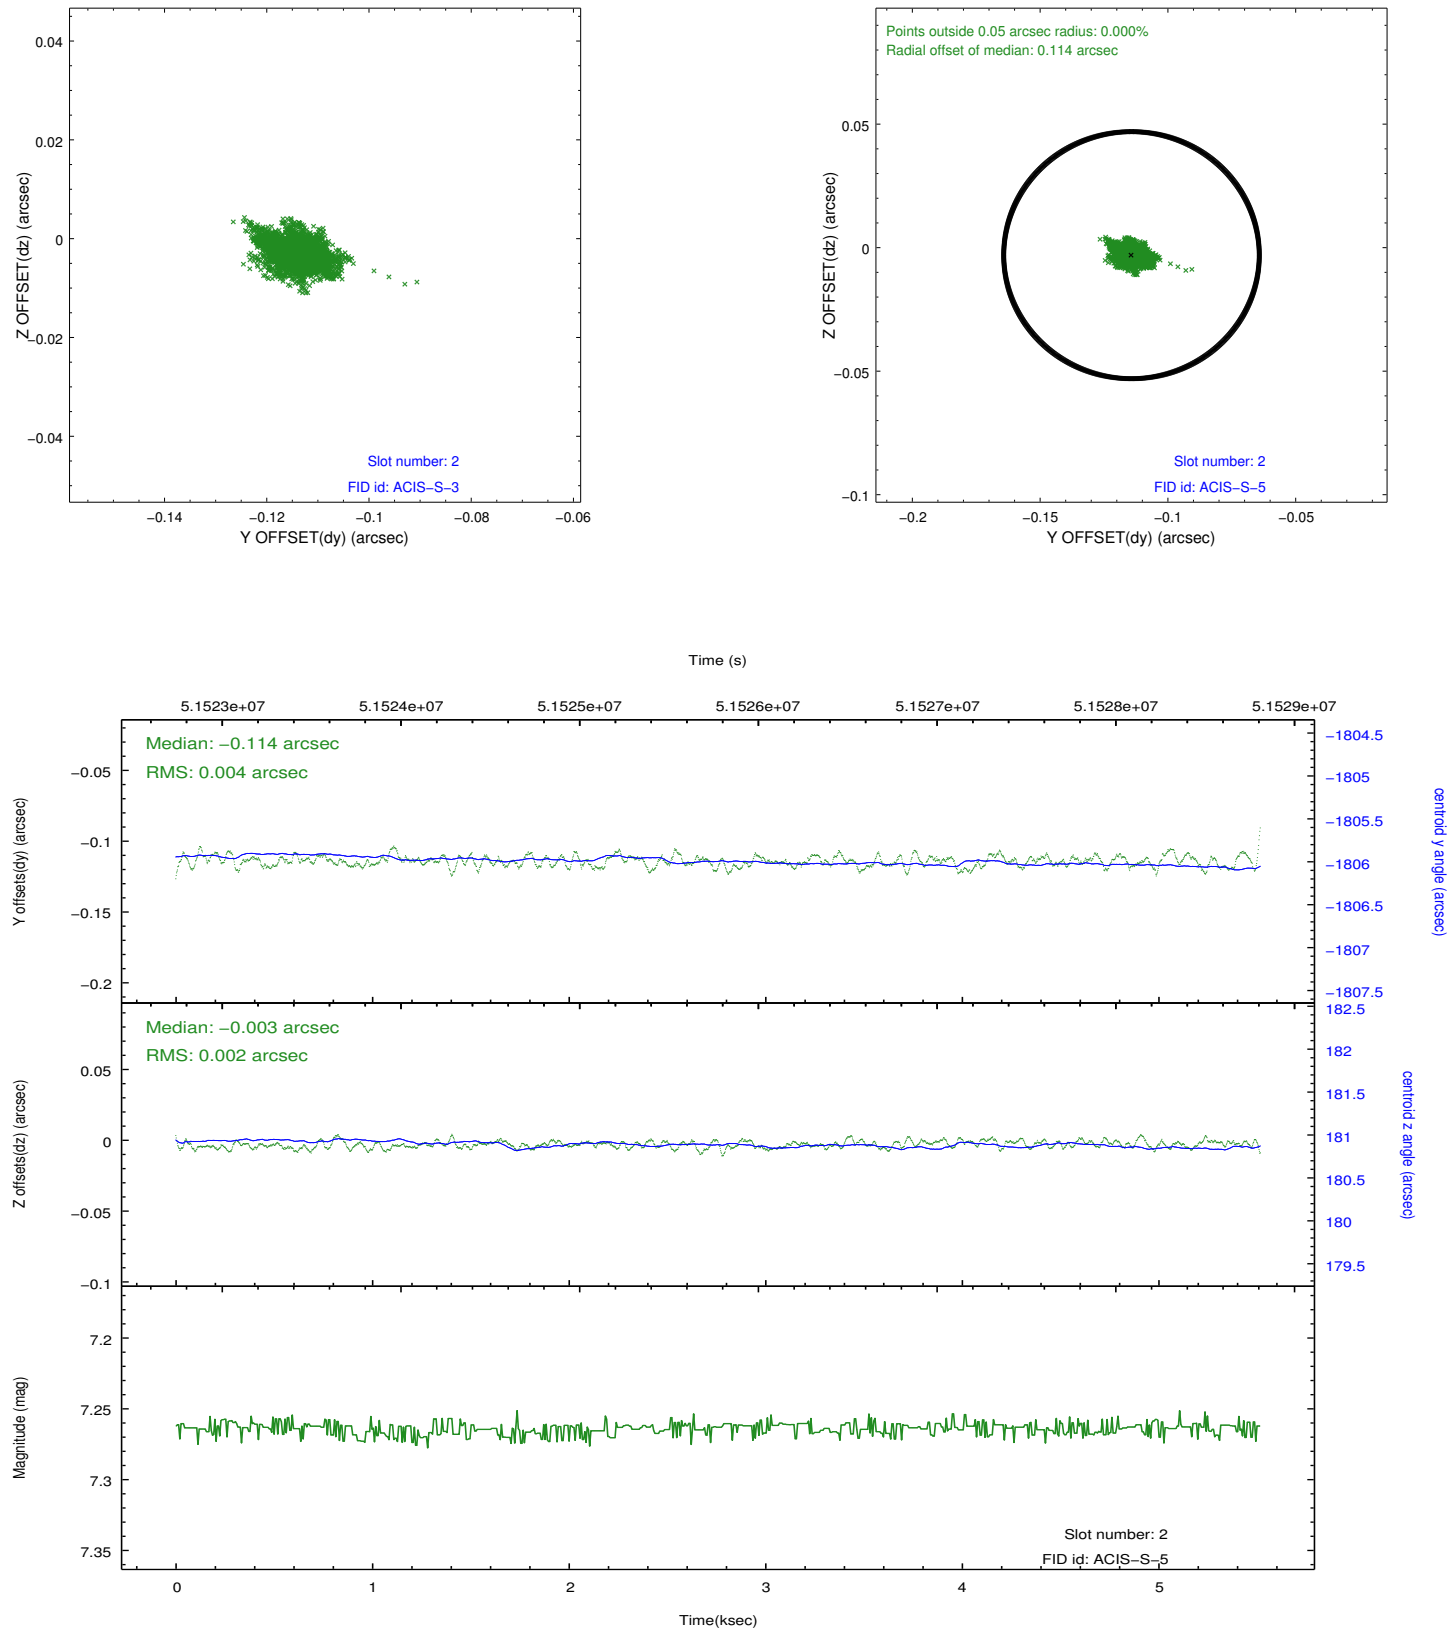 0.04
0.02
0
−0.02
−0.04
Z OFFSET(dz) (arcsec)
Slot number: 2
FID id: ACIS−S−3
−0.14
−0.12
−0.1
−0.08
−0.06
Y OFFSET(dy) (arcsec)
Points outside 0.05 arcsec radius: 0.000%
Radial offset of median: 0.114 arcsec
0.05
0
−0.05
−0.1
Z OFFSET(dz) (arcsec)
Slot number: 2
FID id: ACIS−S−5
−0.2
−0.15
−0.1
−0.05
Y OFFSET(dy) (arcsec)
Time (s)
5.1523e+07
5.1524e+07
5.1525e+07
5.1526e+07
5.1527e+07
5.1528e+07
5.1529e+07
Median: −0.114 arcsec
RMS: 0.004 arcsec
−0.05
−0.1
−0.15
−0.2
Y offsets(dy) (arcsec)
−1804.5
−1805
−1805.5
−1806
−1806.5
−1807
−1807.5
centroid y angle (arcsec)
Median: −0.003 arcsec
RMS: 0.002 arcsec
0.05
0
−0.05
−0.1
Z offsets(dz) (arcsec)
182.5
182
181.5
181
180.5
180
179.5
centroid z angle (arcsec)
7.2
7.25
7.3
7.35
Magnitude (mag)
Slot number: 2
FID id: ACIS−S−5
0
1
2
3
4
5
Time(ksec)